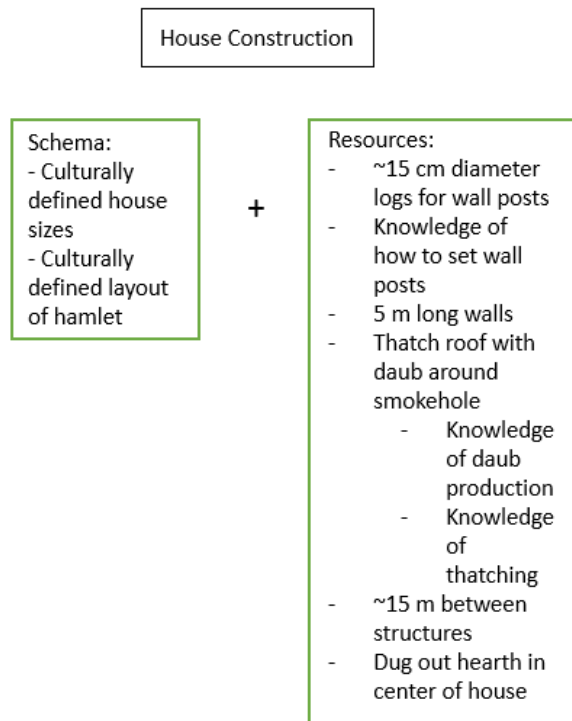 House Construction
Schema:
- Culturally
defined house
sizes
- Culturally
defined layout
of hamlet
+
Resources:
- ~15 cm diameter
logs for wall posts
- Knowledge of
how to set wall
posts
- 5 m long walls
- Thatch roof with
daub around
smokehole
- Knowledge
of daub
production
- Knowledge
of
thatching
- ~15 m between
structures
- Dug out hearth in
center of house